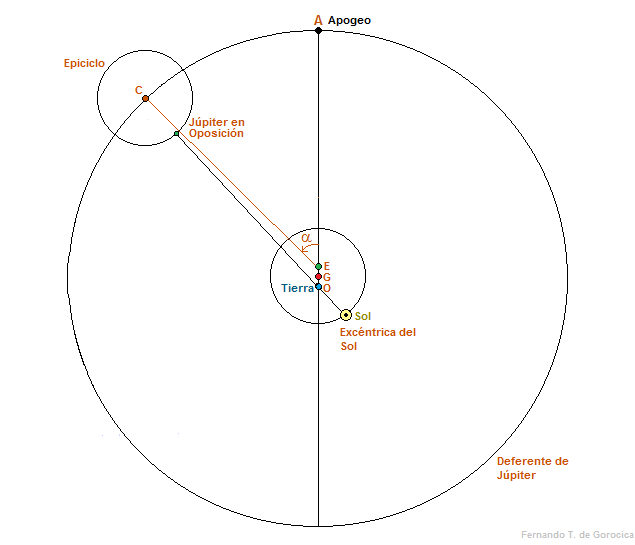 A Apogeo
Epiciclo
C
Júpiter en
Oposición
α
E
G
Tierra O
Sol
Excéntrica del
Sol
Deferente de
Júpiter
Fernando T. de Gorocica